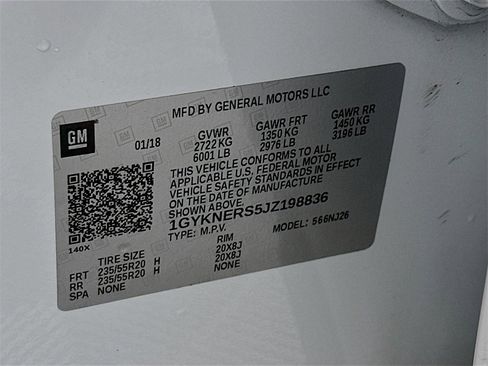 MFD BY GENERAL MOTORS LLC
GM
01/18 GVWR GAWR FRT GAWR RR
2722 KG 1350 KG 1450 KG
6001 LB 2976 LB 3196 LB
THIS VEHICLE CONFORMS TO ALL
APPLICABLE U.S. FEDERAL MOTOR
VEHICLE SAFETY STANDARDS IN EFFECT
ON THE DATE OF MANUFACTURE
SHOWN ABOVE.
1GYKNERS5JZ198836
TYPE: M.P.V. MODEL: 566NJ26
140X
TIRE SIZE RIM
FRT 235/55R20 H 20X8J
RR 235/55R20 H 20X8J
SPA NONE NONE